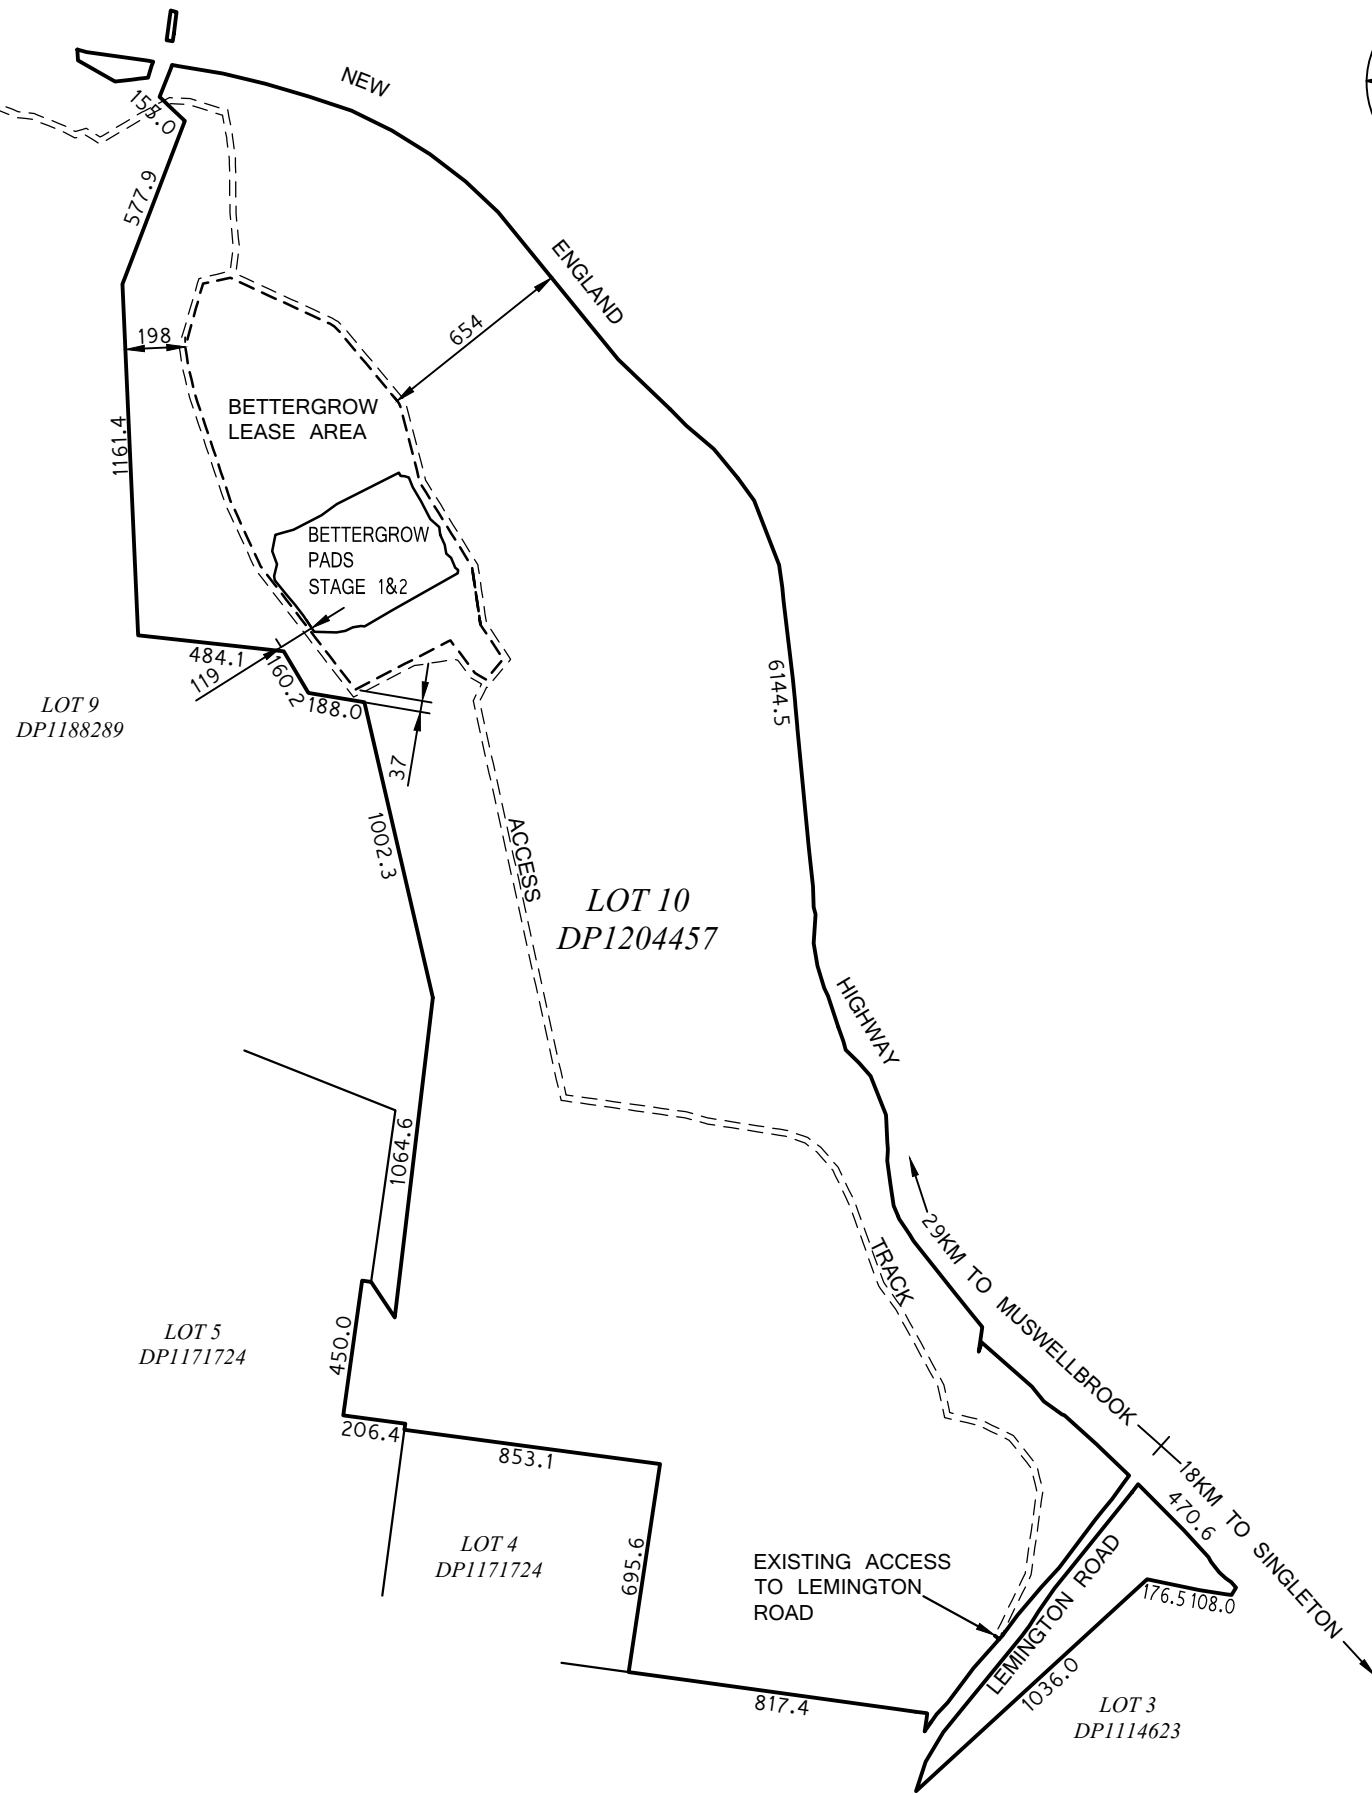 NEW
ENGLAND
577.9
198
654
BETTERGROW
LEASE AREA
1161.4
BETTERGROW
PADS
STAGE 1&2
484.1
119
160.2
188.0
37
6144.5
LOT 9
DP1188289
1002.3
ACCESS
LOT 10
DP1204457
HIGHWAY
1064.6
TRACK
29KM TO MUSWELLBROOK
18KM TO SINGLETON
LOT 5
DP1171724
450.0
206.4
853.1
470.6
LOT 4
DP1171724
695.6
EXISTING ACCESS
TO LEMINGTON
ROAD
LEMINGTON ROAD
176.5
108.0
1036.0
817.4
LOT 3
DP1114623